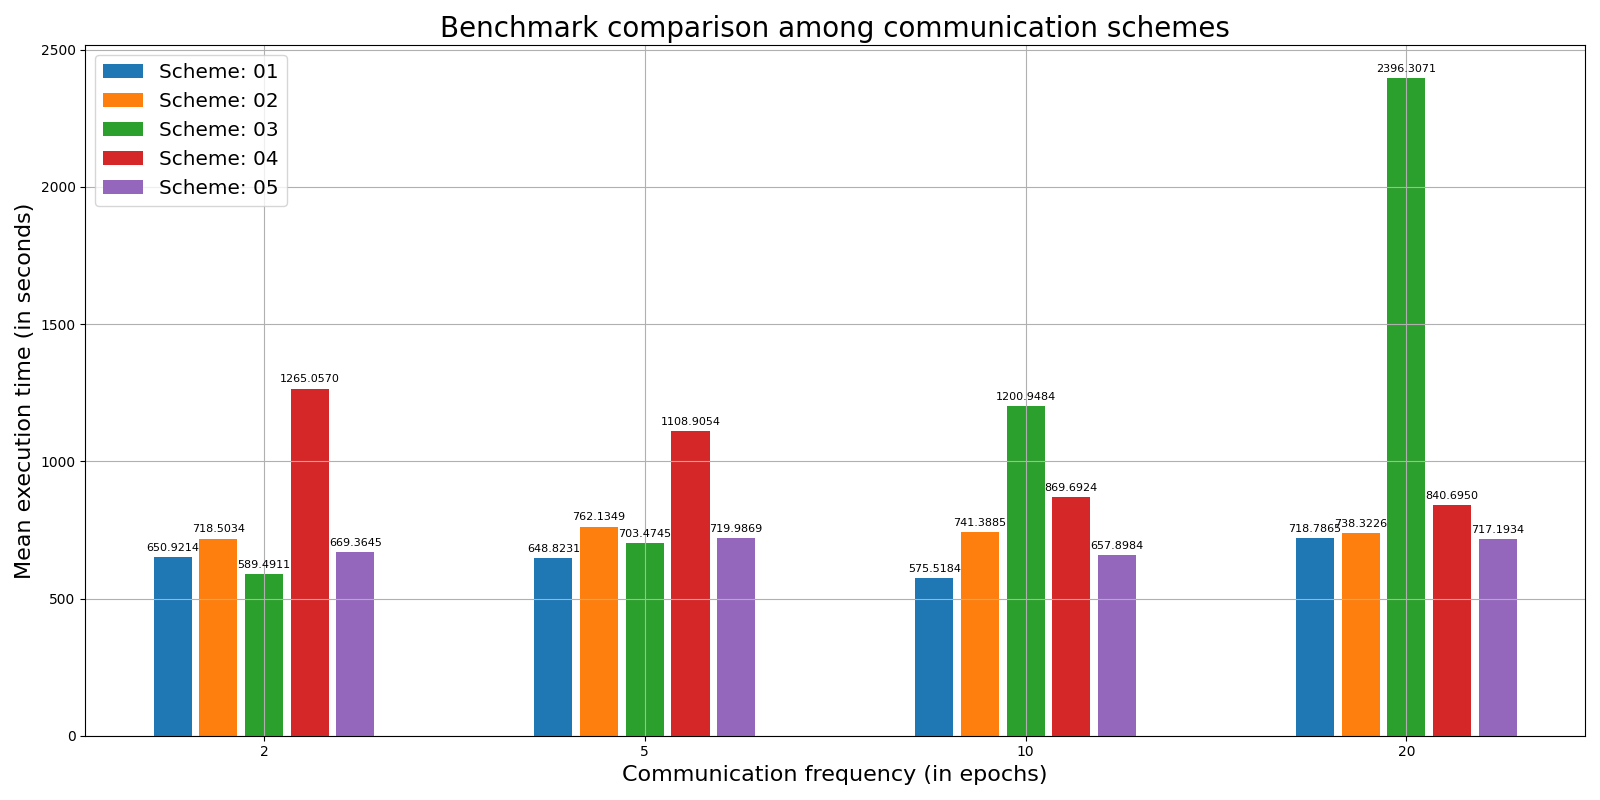 Benchmark comparison among communication schemes
Mean execution time (in seconds)
2500
2000
1500
1000
500
0
Scheme: 01
Scheme: 02
Scheme: 03
Scheme: 04
Scheme: 05
650.9214
718.5034
589.4911
1265.0570
669.3645
648.8231
762.1349
703.4745
1108.9054
719.9869
575.5184
741.3885
1200.9484
869.6924
657.8984
718.7865
738.3226
2396.3071
840.6950
717.1934
2 5 10 20
Communication frequency (in epochs)